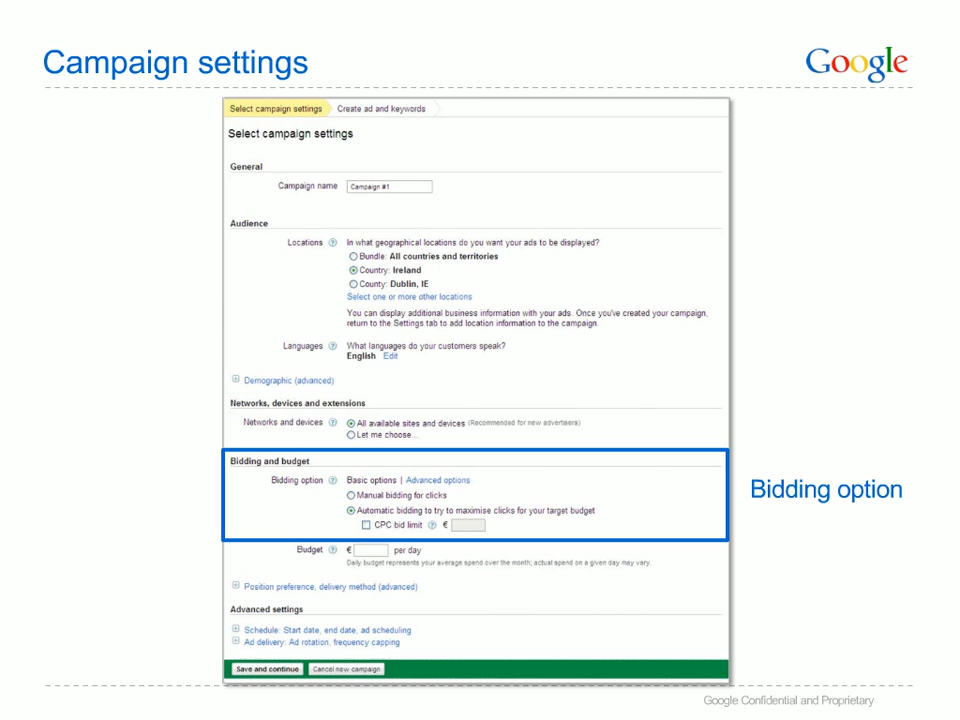 Campaign settings
Google
Select campaign settings
Create ad and keywords
Select campaign settings
General
Campaign name
Campaign #1
Audience
Locations ? In what geographical locations do you want your ads to be displayed?
Bundle: All countries and territories
Country: Ireland
County: Dublin, IE
Select one or more other locations
You can display additional business information with your ads. Once you've created your campaign,
return to the Settings tab to add location information to the campaign.
Languages ? What languages do your customers speak?
English Edit
Demographic (advanced)
Networks, devices and extensions
Networks and devices ? All available sites and devices (Recommended for new advertisers)
Let me choose...
Bidding and budget
Bidding option ? Basic options | Advanced options
Manual bidding for clicks
Automatic bidding to try to maximise clicks for your target budget
CPC bid limit ? €
Bidding option
Budget ? € per day
Daily budget represents your average spend over the month; actual spend on a given day may vary.
Position preference, delivery method (advanced)
Advanced settings
Schedule: Start date, end date, ad scheduling
Ad delivery: Ad rotation, frequency capping
Save and continue
Cancel new campaign
Google Confidential and Proprietary